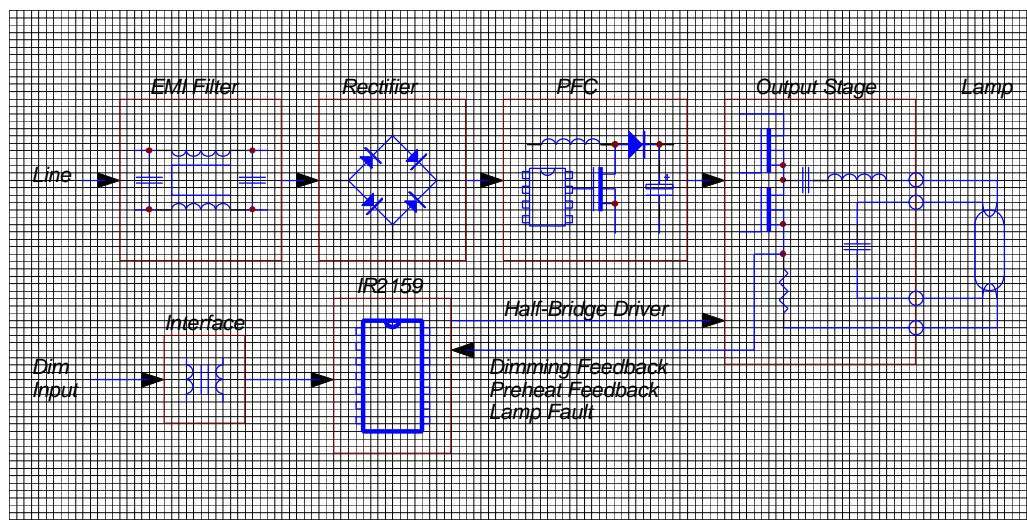 EMI Filter
Rectifier
PFC
Output Stage
Lamp
Line
+
IR2159
Half-Bridge Driver
Interface
Dim
Input
Dimming Feedback
Preheat Feedback
Lamp Fault